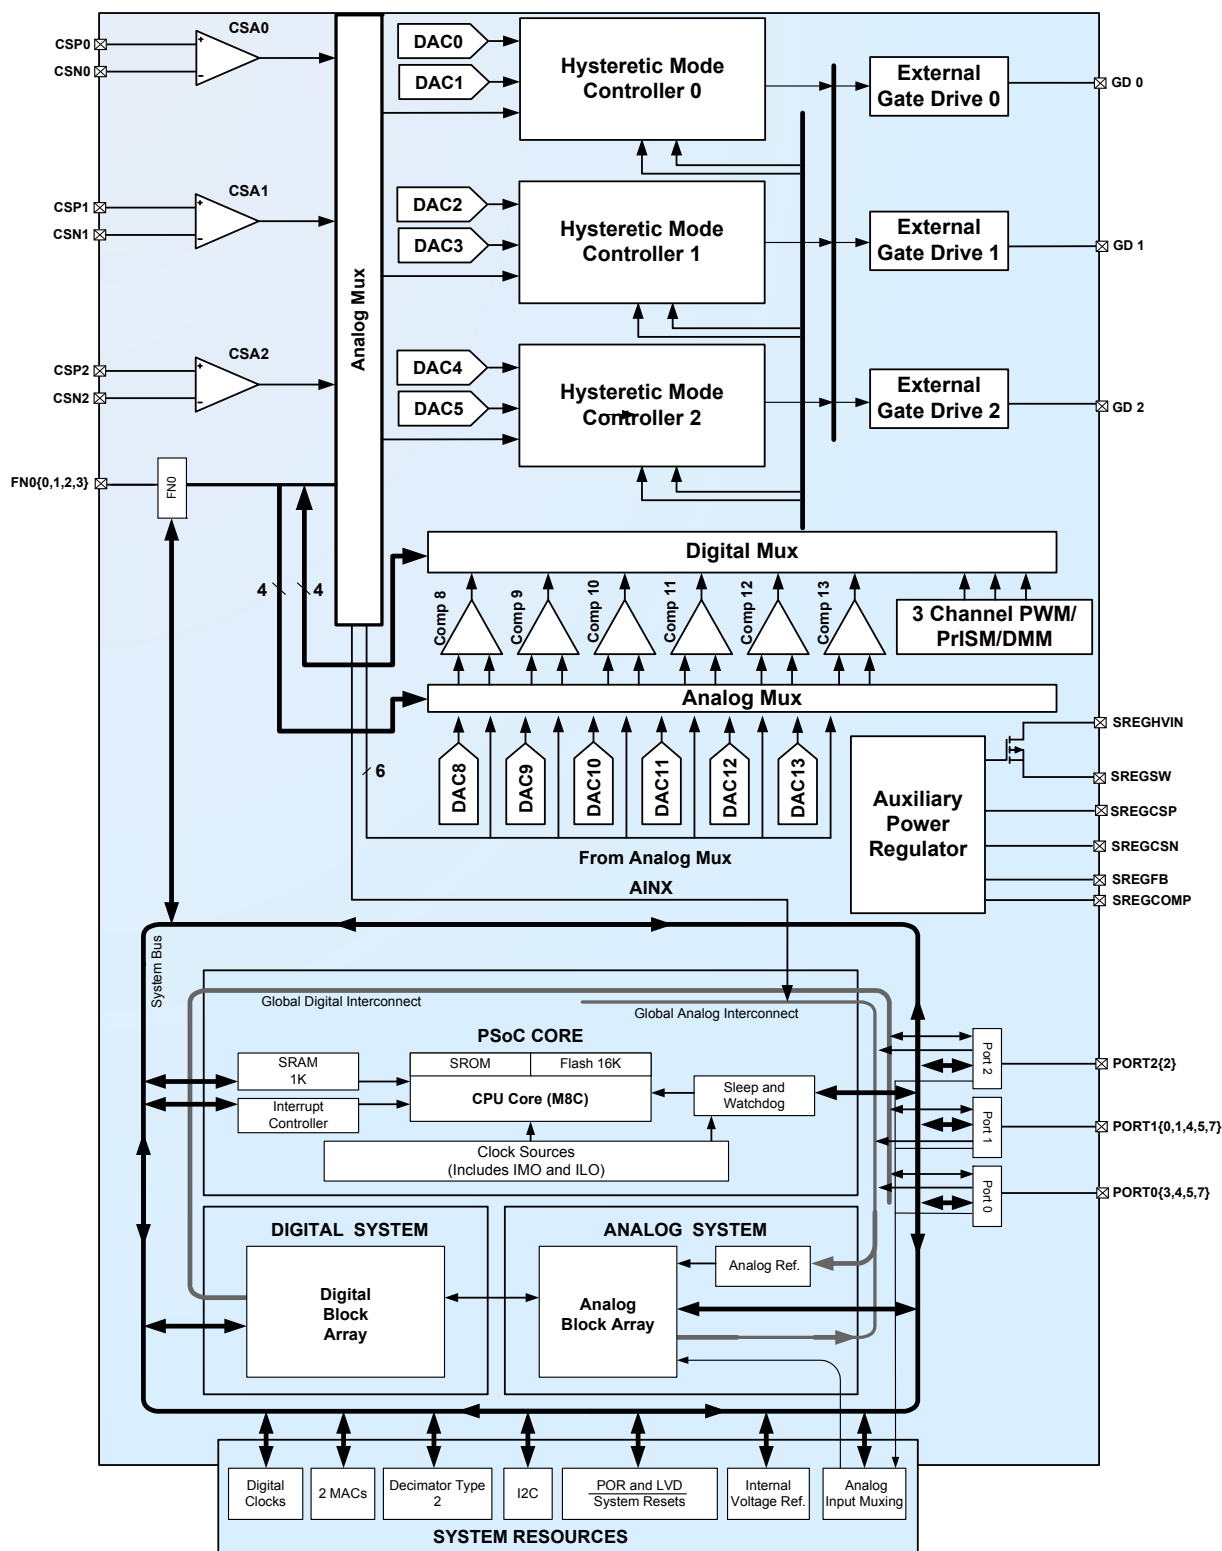 CSP0
CSN0
+
-
CSA0
DAC0
DAC1
Hysteretic Mode
Controller 0
External
Gate Drive 0
GD 0
CSP1
CSN1
+
-
CSA1
DAC2
DAC3
Hysteretic Mode
Controller 1
External
Gate Drive 1
GD 1
Analog Mux
CSP2
CSN2
+
-
CSA2
DAC4
DAC5
Hysteretic Mode
Controller 2
External
Gate Drive 2
GD 2
FN0{0,1,2,3}
FN0
4
4
Digital Mux
Comp 8
Comp 9
Comp 10
Comp 11
Comp 12
Comp 13
3 Channel PWM/
PrISM/DMM
Analog Mux
6
DAC8
DAC9
DAC10
DAC11
DAC12
DAC13
From Analog Mux
AINX
Auxiliary
Power
Regulator
SREGHVIN
SREGSW
SREGCSP
SREGCSN
SREGFB
SREGCOMP
System Bus
Global Digital Interconnect
Global Analog Interconnect
PSoC CORE
SRAM
1K
Interrupt
Controller
SROM
Flash 16K
CPU Core (M8C)
Sleep and
Watchdog
Clock Sources
(Includes IMO and ILO)
Port 2
PORT2{2}
Port 1
PORT1{0,1,4,5,7}
Port 0
PORT0{3,4,5,7}
DIGITAL SYSTEM
Digital
Block
Array
ANALOG SYSTEM
Analog
Block Array
Analog Ref.
Digital
Clocks
2 MACs
Decimator Type
2
I2C
POR and LVD
System Resets
Internal
Voltage Ref.
Analog
Input Muxing
SYSTEM RESOURCES